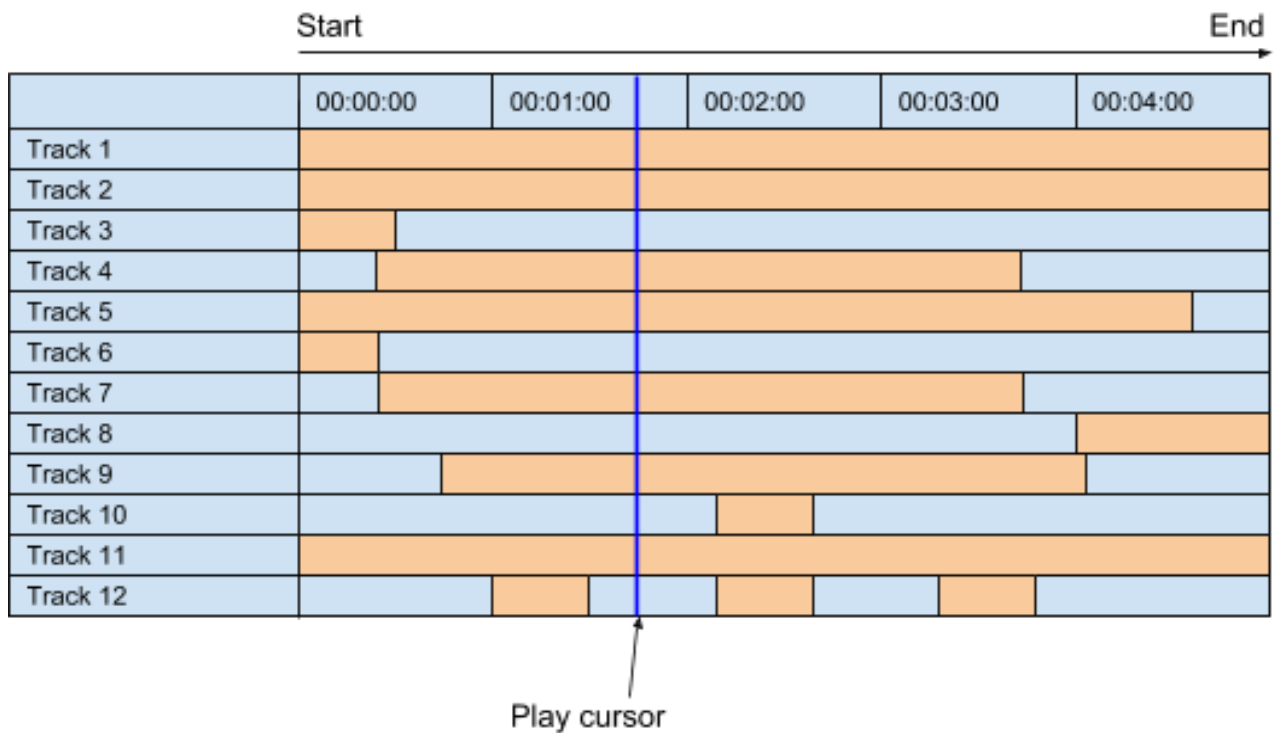 Start End
00:00:00 00:01:00 00:02:00 00:03:00 00:04:00
Track 1
Track 2
Track 3
Track 4
Track 5
Track 6
Track 7
Track 8
Track 9
Track 10
Track 11
Track 12
Play cursor